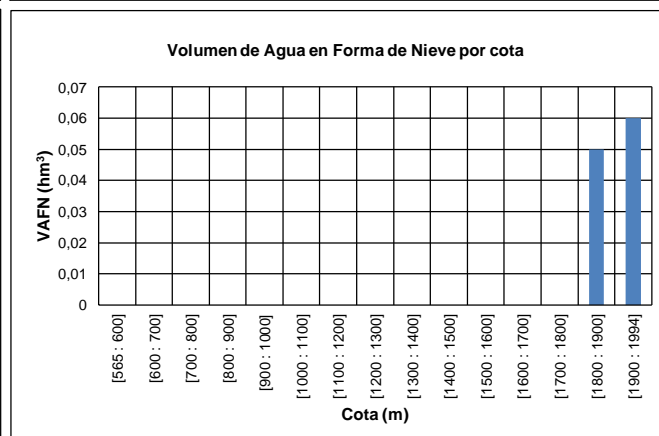 Volumen de Agua en Forma de Nieve por cota
VAFN (hm³)
0,07
0,06
0,05
0,04
0,03
0,02
0,01
0
[565 : 600]
[600 : 700]
[700 : 800]
[800 : 900]
[900 : 1000]
[1000 : 1100]
[1100 : 1200]
[1200 : 1300]
[1300 : 1400]
[1400 : 1500]
[1500 : 1600]
[1600 : 1700]
[1700 : 1800]
[1800 : 1900]
[1900 : 1994]
Cota (m)